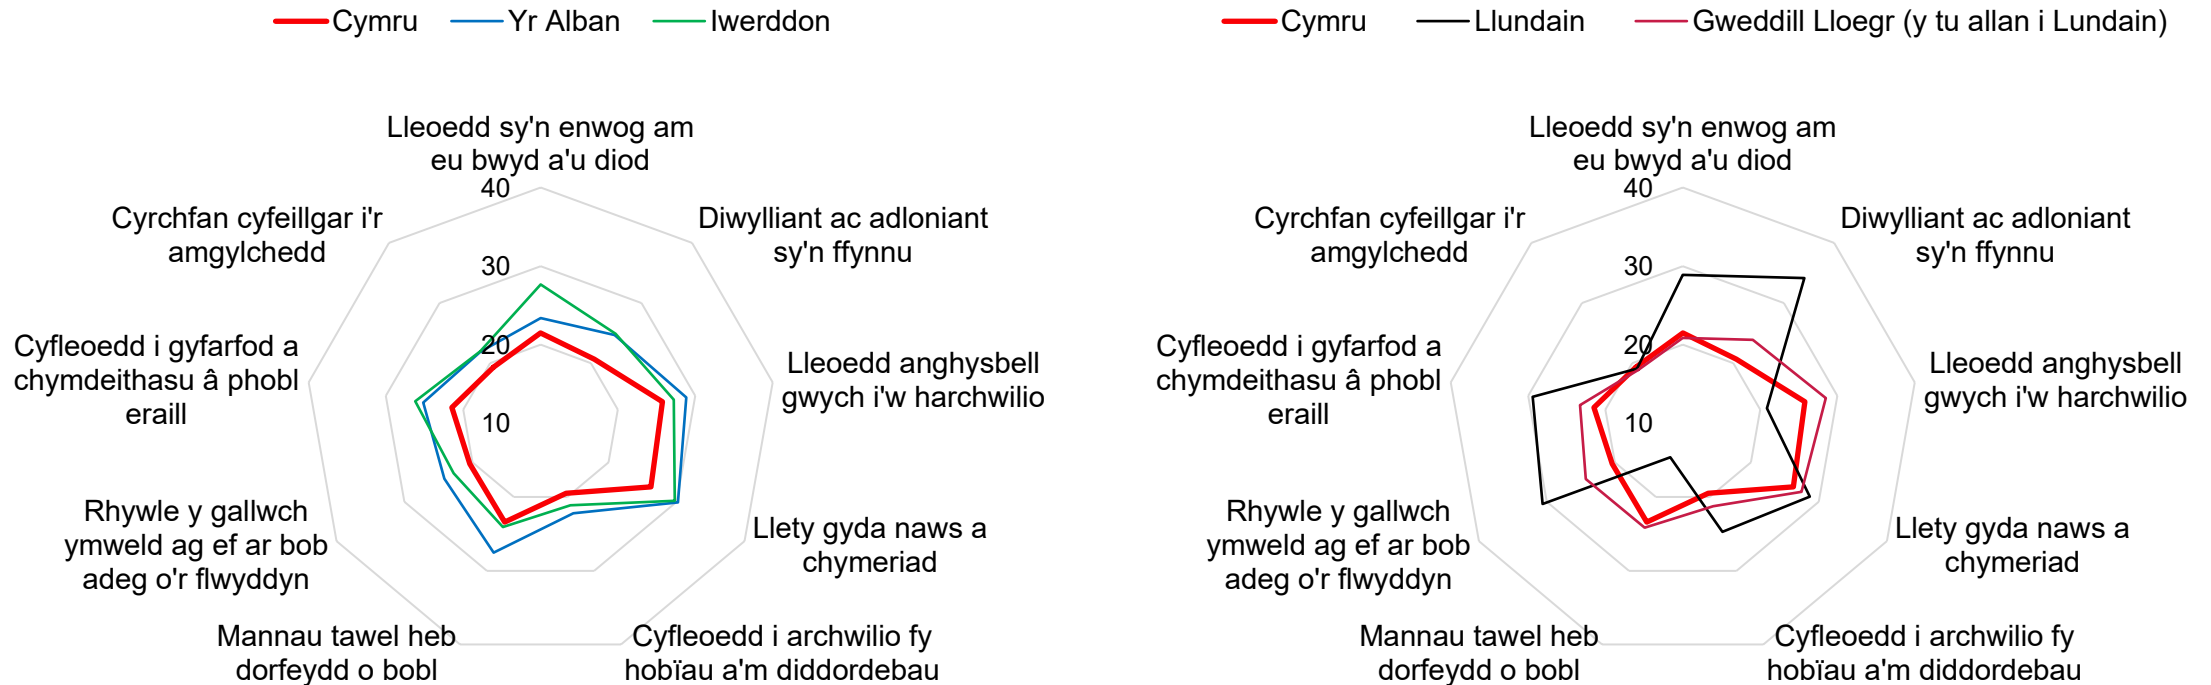 Cymru
Yr Alban
Iwerddon
Lleoedd sy'n enwog am
eu bwyd a'u diod
Diwylliant ac adloniant
sy'n ffynnu
Lleoedd anghysbell
gwych i'w harchwilio
Llety gyda naws a
chymeriad
Cyfleoedd i archwilio fy
hobïau a'm diddordebau
Mannau tawel heb
dorfeydd o bobl
Rhywle y gallwch
ymweld ag ef ar bob
adeg o'r flwyddyn
Cyfleoedd i gyfarfod a
chymdeithasu â phobl
eraill
Cyrchfan cyfeillgar i'r
amgylchedd
40
30
20
10
Cymru
Llundain
Gweddill Lloegr (y tu allan i Lundain)
Lleoedd sy'n enwog am
eu bwyd a'u diod
Diwylliant ac adloniant
sy'n ffynnu
Lleoedd anghysbell
gwych i'w harchwilio
Llety gyda naws a
chymeriad
Cyfleoedd i archwilio fy
hobïau a'm diddordebau
Mannau tawel heb
dorfeydd o bobl
Rhywle y gallwch
ymweld ag ef ar bob
adeg o'r flwyddyn
Cyfleoedd i gyfarfod a
chymdeithasu â phobl
eraill
Cyrchfan cyfeillgar i'r
amgylchedd
40
30
20
10